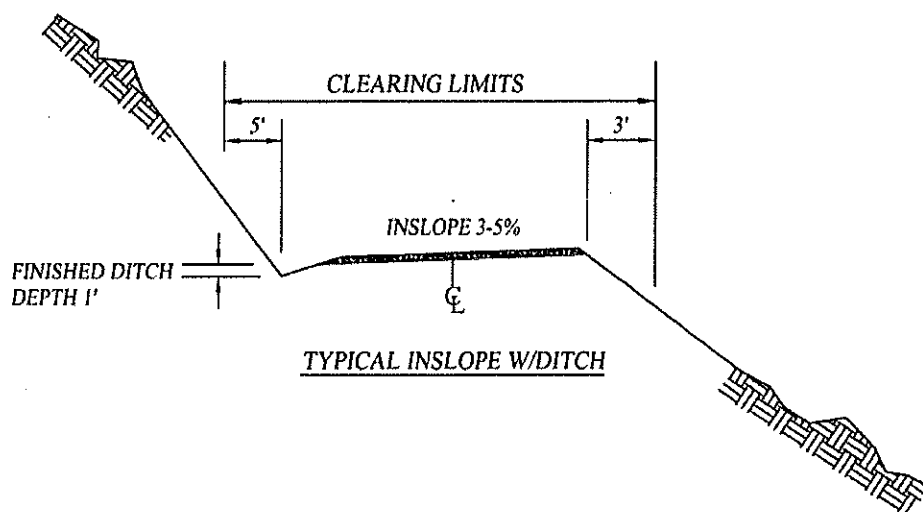 CLEARING LIMITS
5'
3'
INSLOPE 3-5%
FINISHED DITCH
DEPTH 1'
℄
TYPICAL INSLOPE W/DITCH